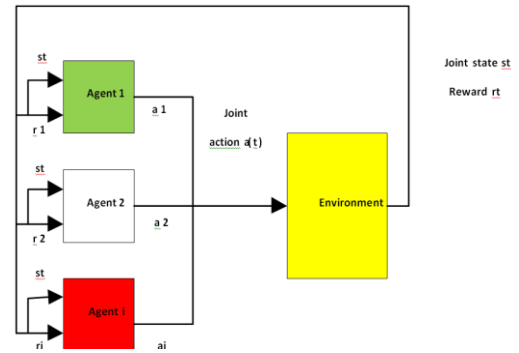 st
Agent 1
r 1
a 1
Joint
action a(t)
Joint state st
Reward rt
st
Agent 2
r 2
a 2
Environment
st
Agent i
ri
ai